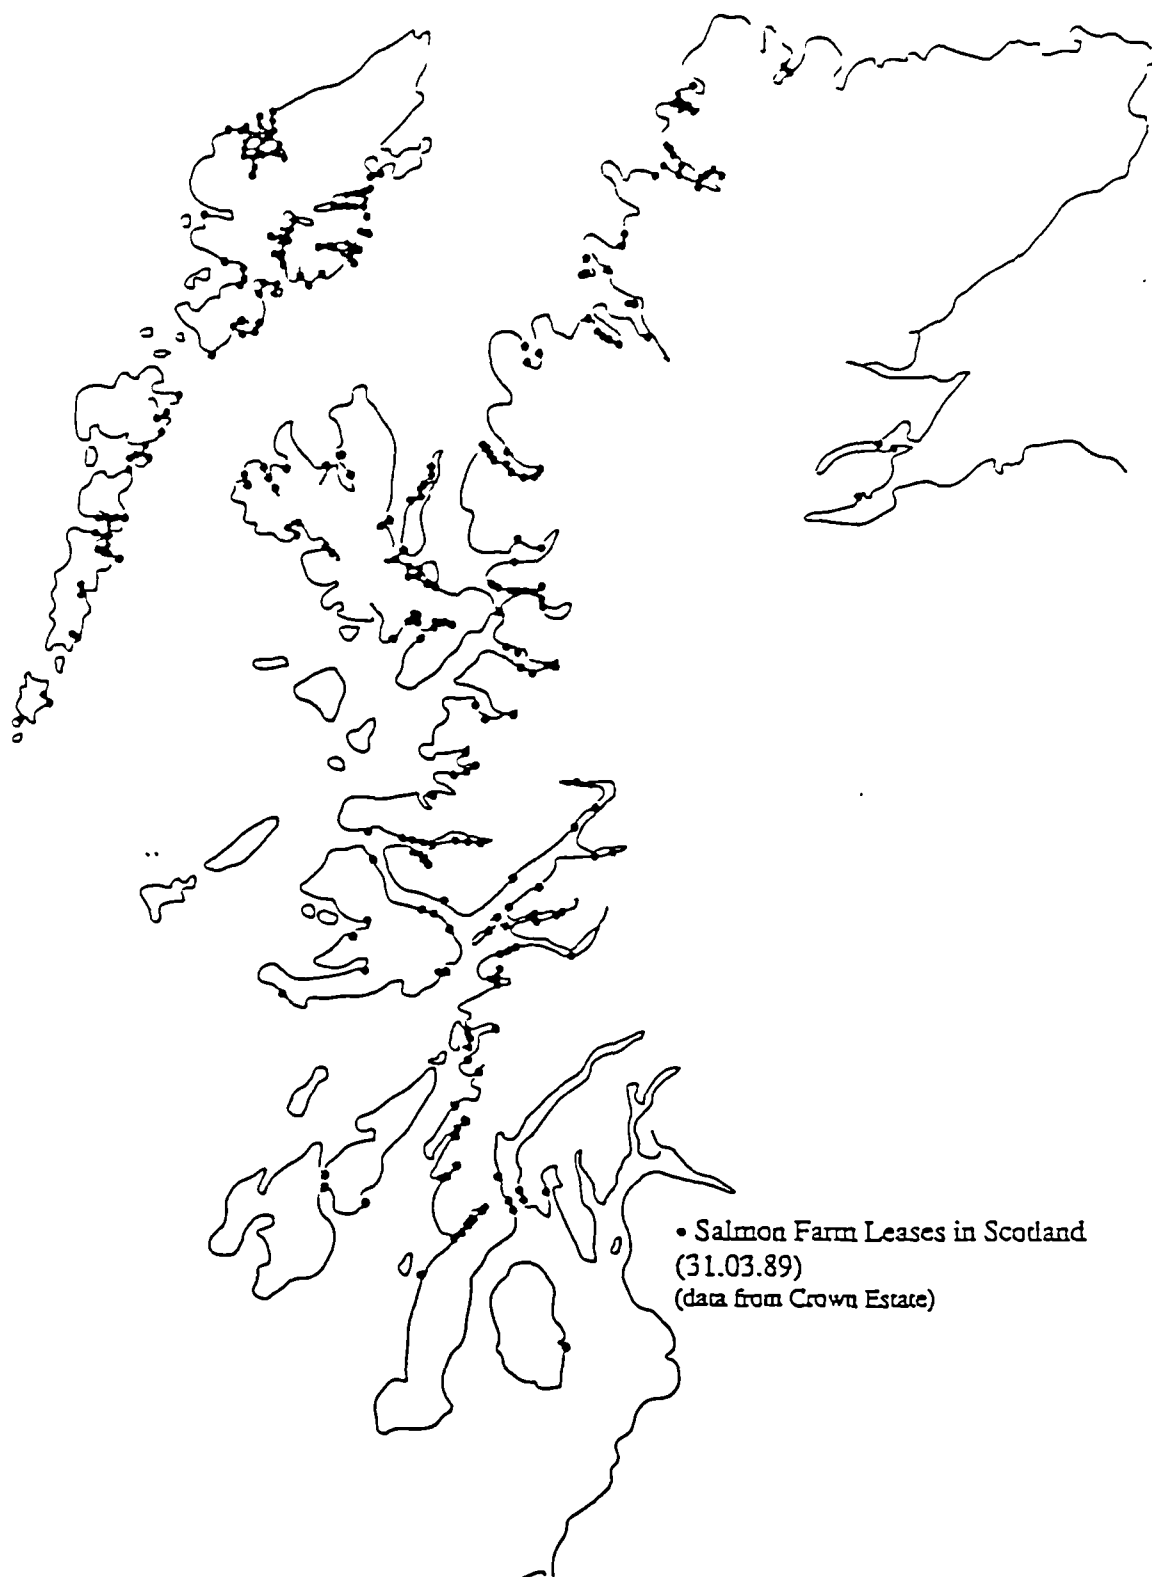 • Salmon Farm Leases in Scotland
(31.03.89)
(data from Crown Estate)